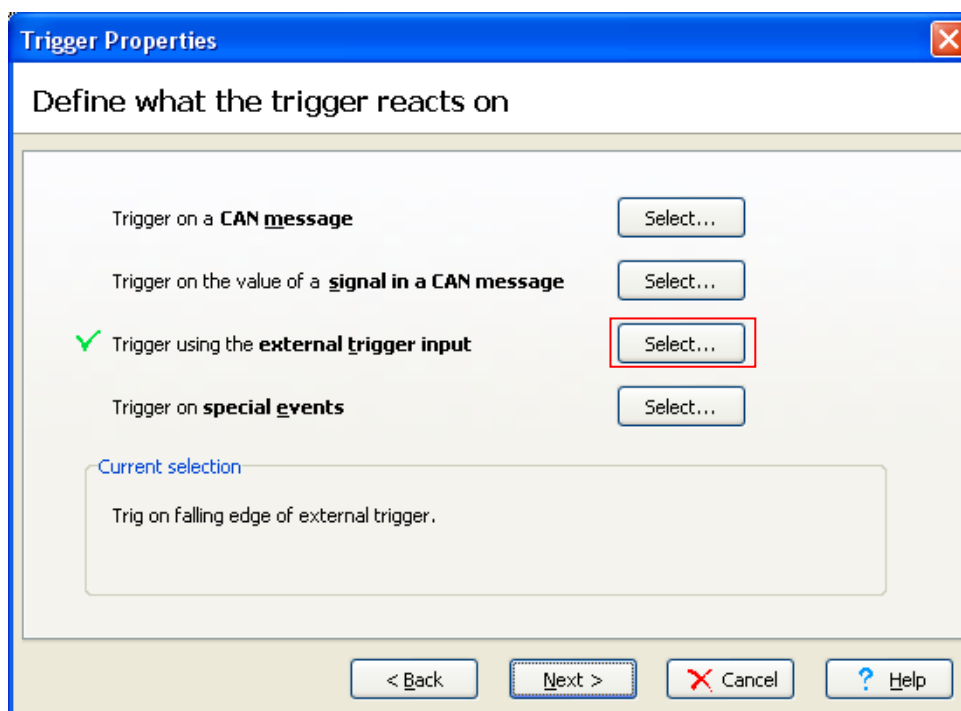 Trigger Properties
Define what the trigger reacts on
Trigger on a CAN message Select...
Trigger on the value of a signal in a CAN message Select...
Trigger using the external trigger input Select...
Trigger on special events Select...
Current selection
Trig on falling edge of external trigger.
< Back Next > Cancel ? Help